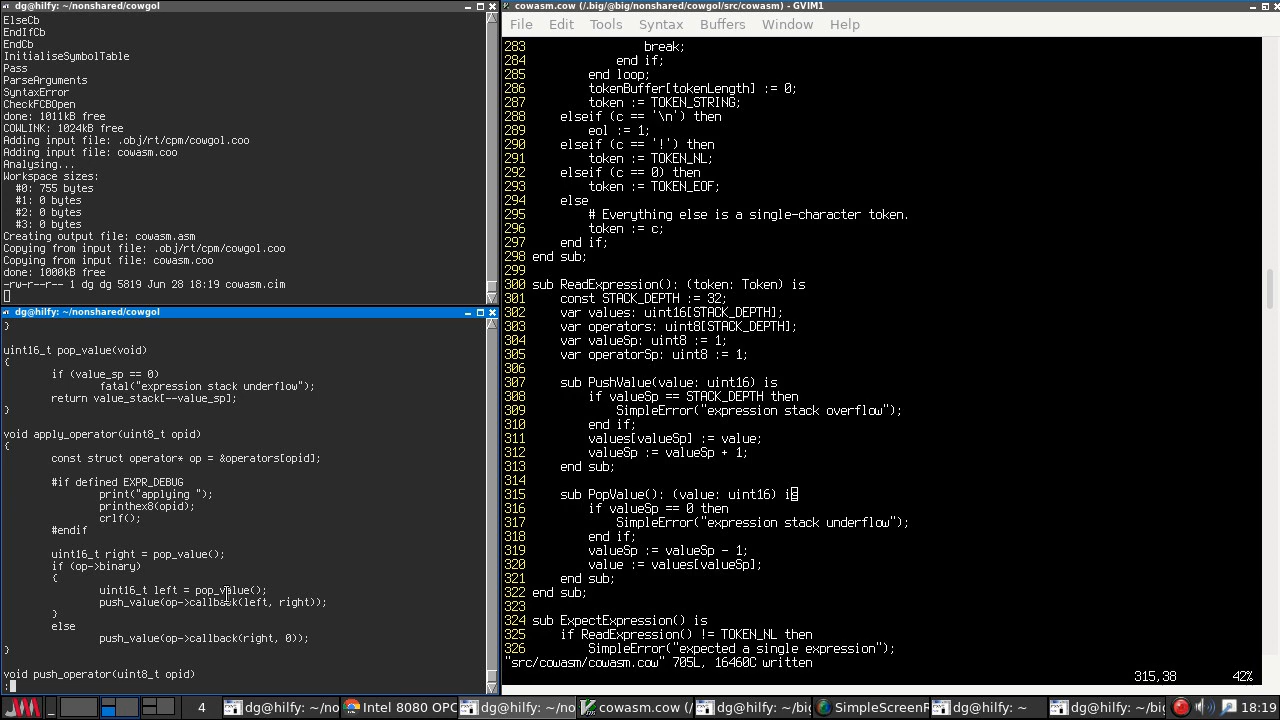 dg@hilfy: ~/nonshared/cowgol
ElseCb
EndIfCb
EndCb
InitialiseSymbolTable
Pass
ParseArguments
SyntaxError
CheckFCBOpen
done: 1011kB free
COWLINK: 1024kB free
Adding input file: .obj/rt/cpm/cowgol.coo
Adding input file: cowasm.coo
Analysing...
Workspace sizes:
  #0: 755 bytes
  #1: 0 bytes
  #2: 0 bytes
  #3: 0 bytes
Creating output file: cowasm.asm
Copying from input file: .obj/rt/cpm/cowgol.coo
Copying from input file: cowasm.coo
done: 1000kB free
-rw-r--r-- 1 dg dg 5819 Jun 28 18:19 cowasm.cim
dg@hilfy: ~/nonshared/cowgol
}
uint16_t pop_value(void)
{
        if (value_sp == 0)
                fatal("expression stack underflow");
        return value_stack[--value_sp];
}
void apply_operator(uint8_t opid)
{
        const struct operator* op = &operators[opid];
        #if defined EXPR_DEBUG
                print("applying ");
                printhex8(opid);
                crlf();
        #endif
        uint16_t right = pop_value();
        if (op->binary)
        {
                uint16_t left = pop_value();
                push_value(op->callback(left, right));
        }
        else
                push_value(op->callback(right, 0));
}
void push_operator(uint8_t opid)
:
cowasm.cow (/.big/@big/nonshared/cowgol/src/cowasm) - GVIM1
File Edit Tools Syntax Buffers Window Help
283                 break;
284             end if;
285         end loop;
286         tokenBuffer[tokenLength] := 0;
287         token := TOKEN_STRING;
288     elseif (c == '\n') then
289         eol := 1;
290     elseif (c == '!') then
291         token := TOKEN_NL;
292     elseif (c == 0) then
293         token := TOKEN_EOF;
294     else
295         # Everything else is a single-character token.
296         token := c;
297     end if;
298 end sub;
299
300 sub ReadExpression(): (token: Token) is
301     const STACK_DEPTH := 32;
302     var values: uint16[STACK_DEPTH];
303     var operators: uint8[STACK_DEPTH];
304     var valueSp: uint8 := 1;
305     var operatorSp: uint8 := 1;
306
307     sub PushValue(value: uint16) is
308         if valueSp == STACK_DEPTH then
309             SimpleError("expression stack overflow");
310         end if;
311         values[valueSp] := value;
312         valueSp := valueSp + 1;
313     end sub;
314
315     sub PopValue(): (value: uint16) is
316         if valueSp == 0 then
317             SimpleError("expression stack underflow");
318         end if;
319         valueSp := valueSp - 1;
320         value := values[valueSp];
321     end sub;
322 end sub;
323
324 sub ExpectExpression() is
325     if ReadExpression() != TOKEN_NL then
326         SimpleError("expected a single expression");
"src/cowasm/cowasm.cow" 705L, 16460C written
315,38 42%
4 dg@hilfy: ~/no Intel 8080 OPC dg@hilfy: ~/no cowasm.cow (/ dg@hilfy: ~/big SimpleScreenR dg@hilfy: ~ dg@hilfy: ~/big 18:19